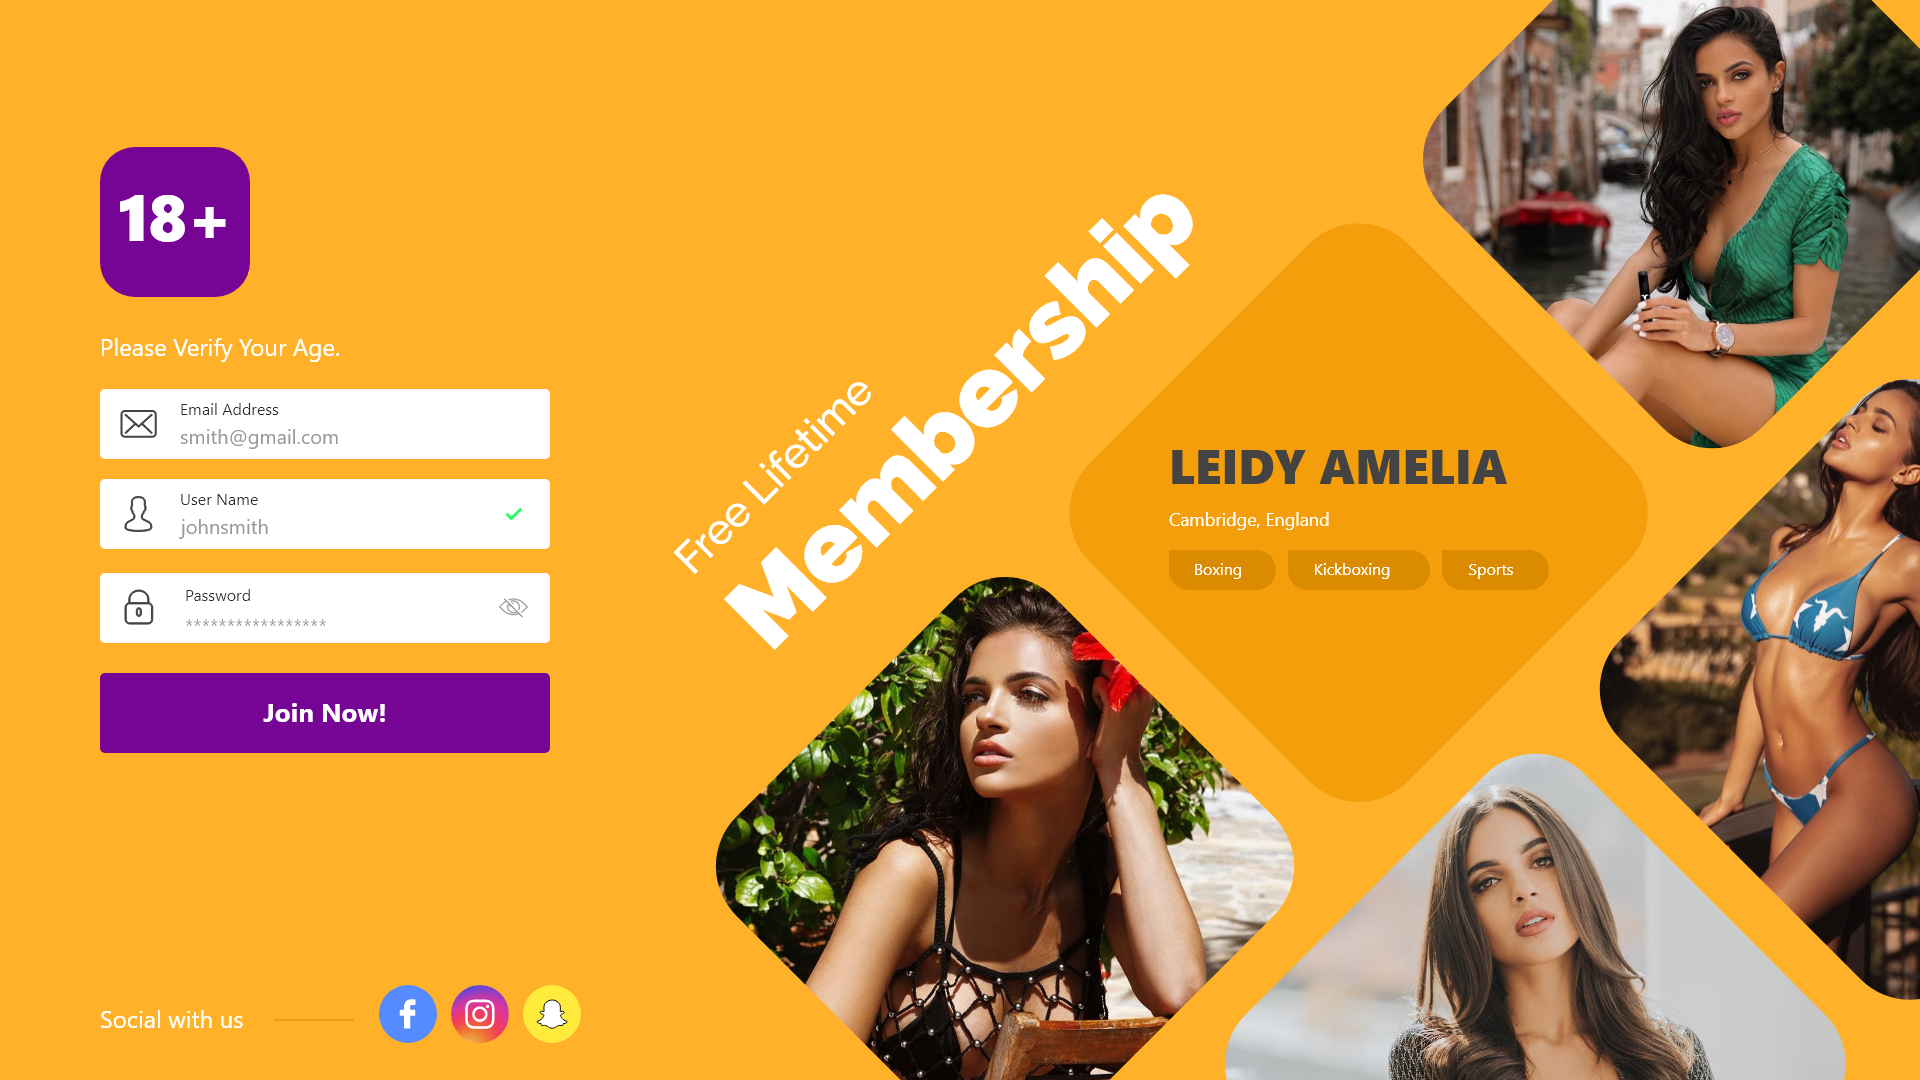 18+
Please Verify Your Age.
Email Address
smith@gmail.com
User Name
johnsmith
Password
*****************
Join Now!
Social with us
Free Lifetime
Membership
LEIDY AMELIA
Cambridge, England
Boxing
Kickboxing
Sports